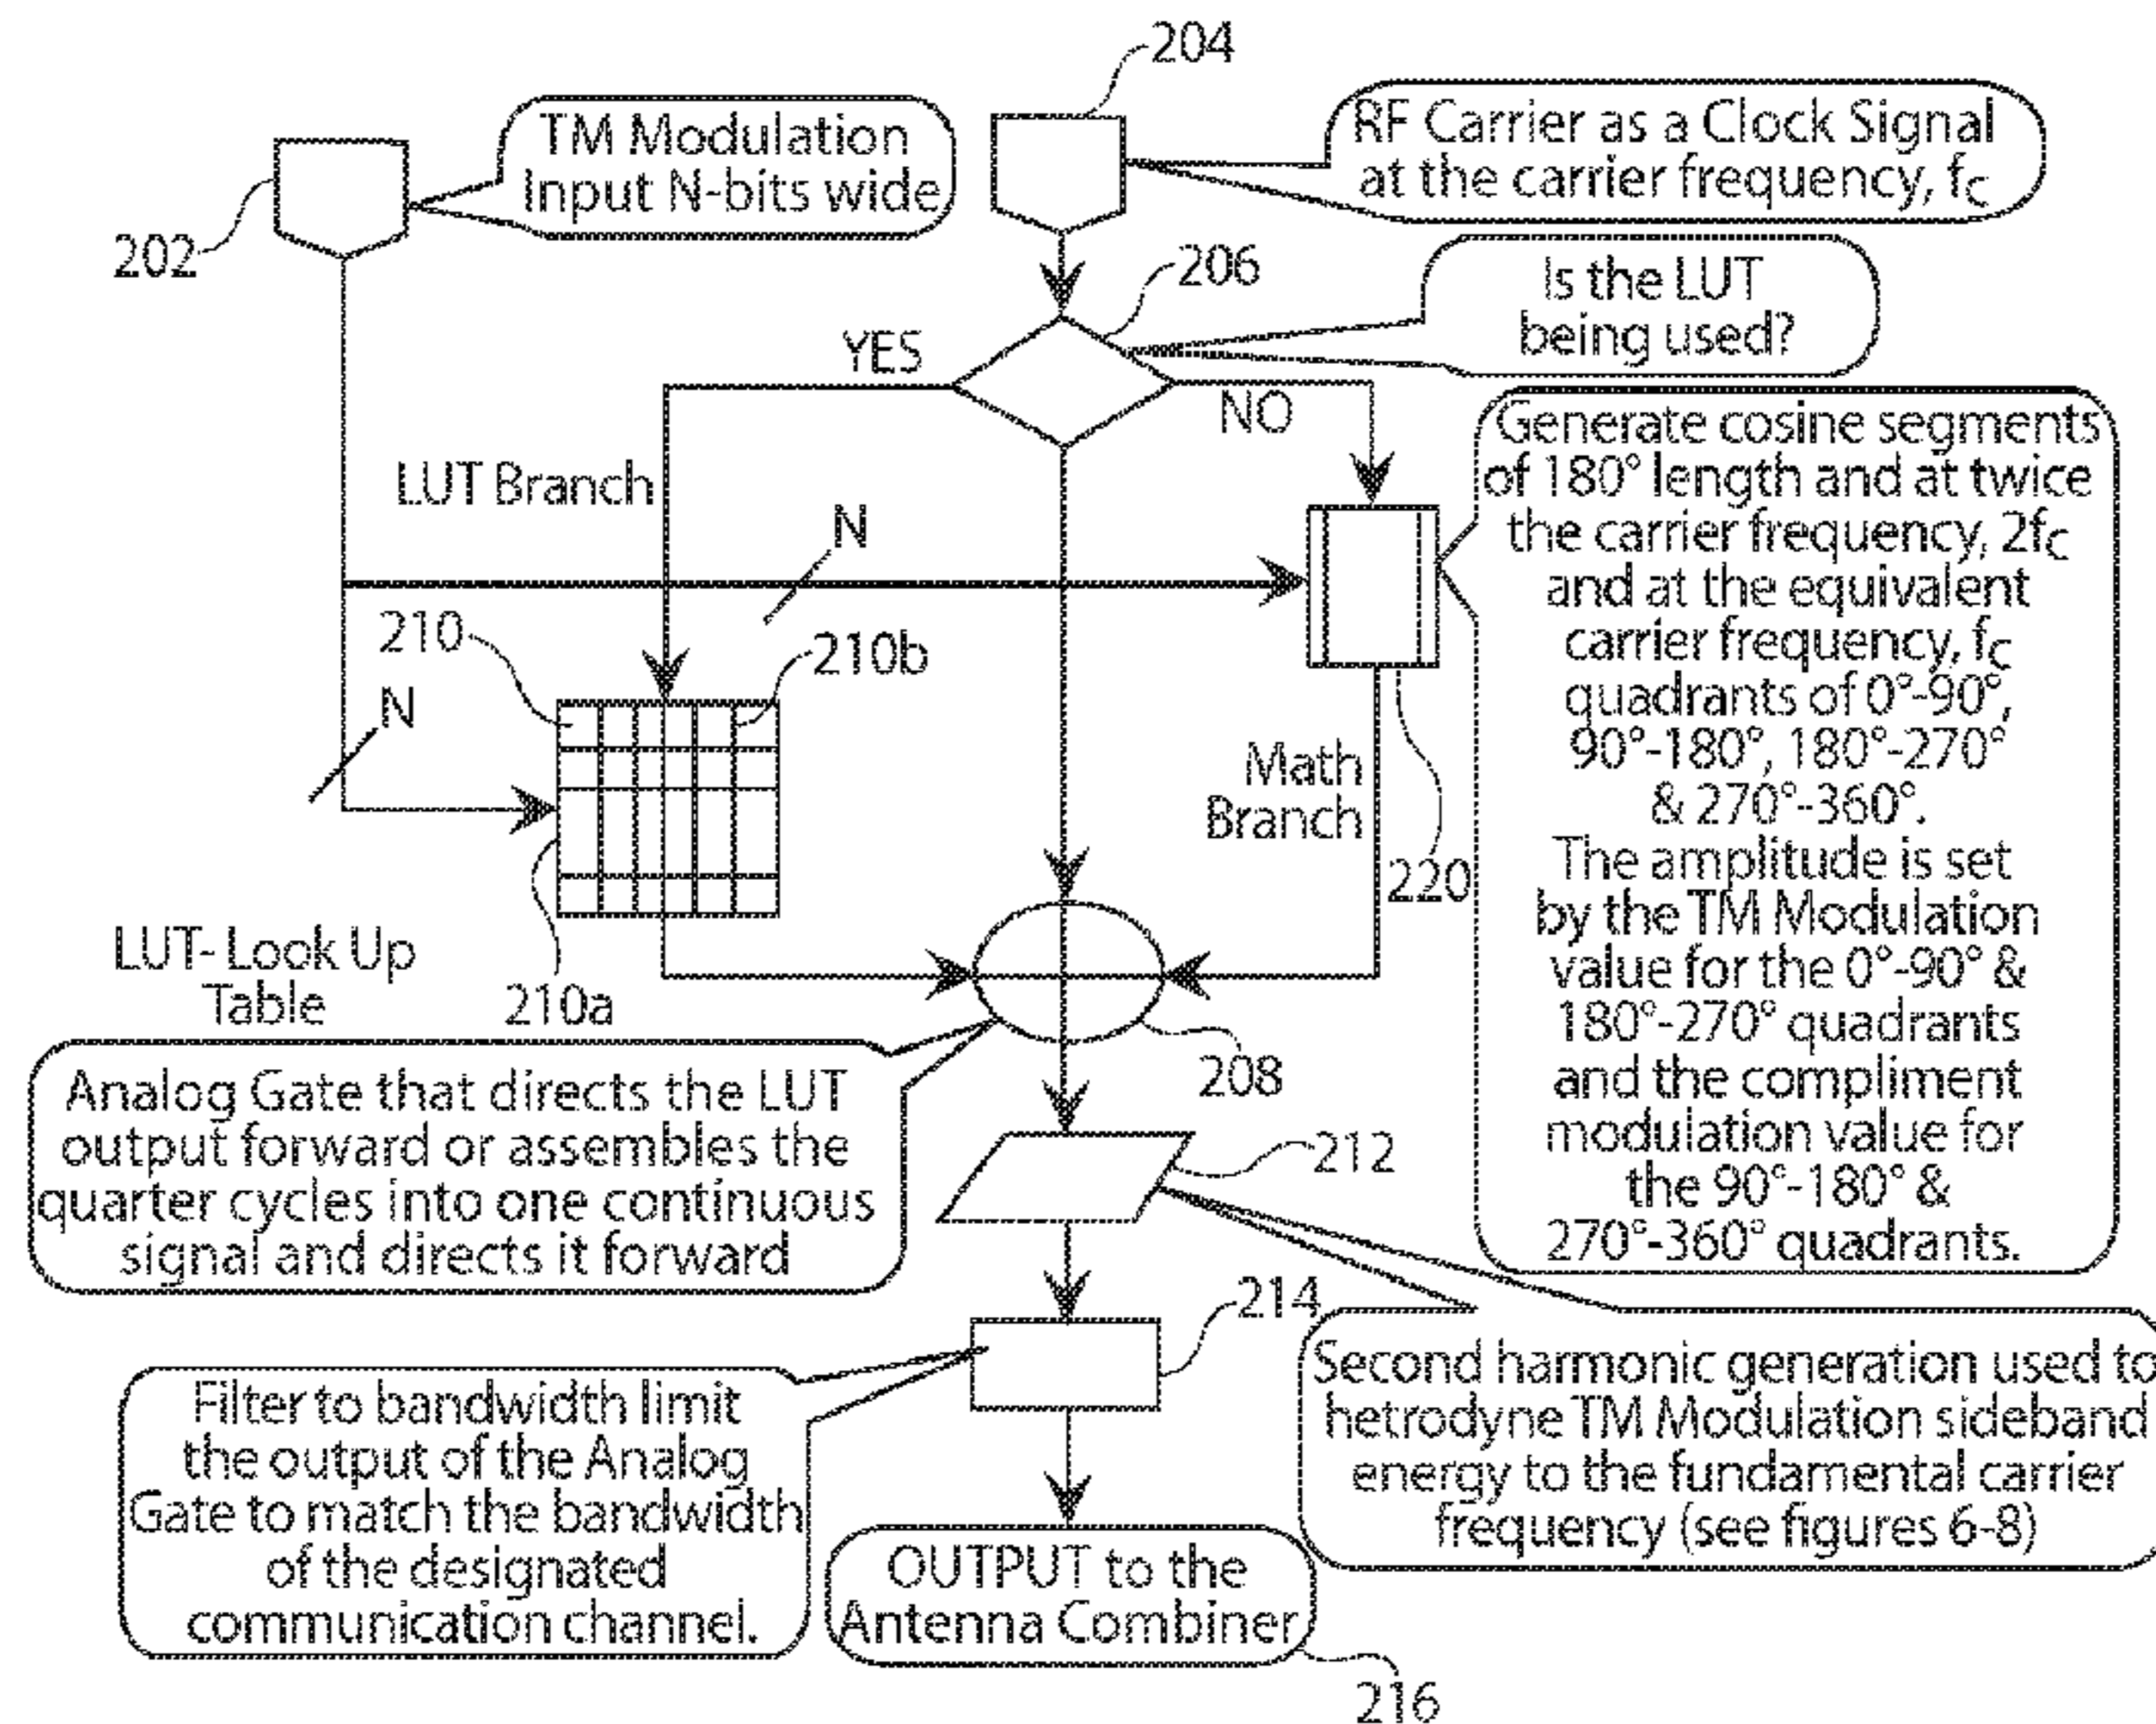 204
TM Modulation
Input N-bits wide
RF Carrier as a Clock Signal
at the carrier frequency, fC
202
206
Is the LUT
being used?
YES
NO
LUT Branch
N
Generate cosine segments
of 180° length and at twice
the carrier frequency, 2fC
and at the equivalent
carrier frequency, fC
quadrants of 0°-90°,
90°-180°, 180°-270°
& 270°-360°.
The amplitude is set
by the TM Modulation
value for the 0°-90° &
180°-270° quadrants
and the compliment
modulation value for
the 90°-180° &
270°-360° quadrants.
210
210b
N
Math
Branch
220
LUT- Look Up
Table
210a
208
Analog Gate that directs the LUT
output forward or assembles the
quarter cycles into one continuous
signal and directs it forward
212
214
Second harmonic generation used to
hetrodyne TM Modulation sideband
energy to the fundamental carrier
frequency (see figures 6-8)
Filter to bandwidth limit
the output of the Analog
Gate to match the bandwidth
of the designated
communication channel.
OUTPUT to the
Antenna Combiner
216